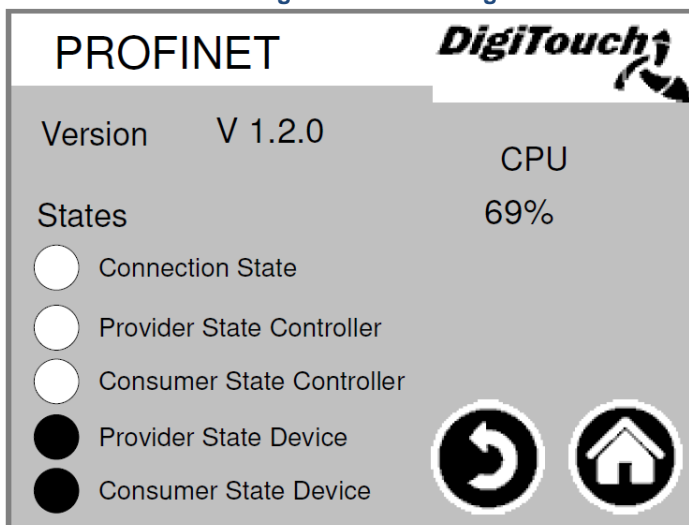 PROFINET
DigiTouch
Version V 1.2.0
CPU
69%
States
Connection State
Provider State Controller
Consumer State Controller
Provider State Device
Consumer State Device